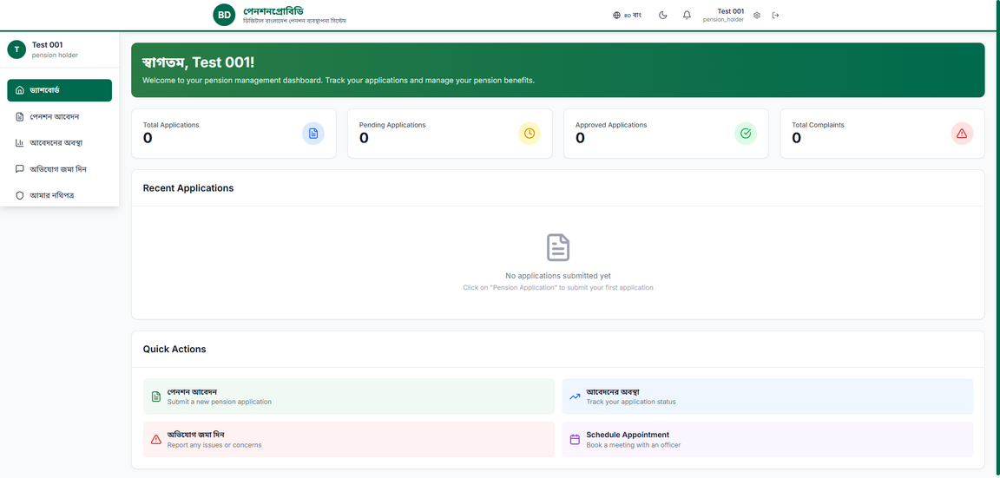 BD
পেনশনপ্রোবিডি
ডিজিটাল বাংলাদেশ পেনশন ব্যবস্থাপনা সিস্টেম
BD বাং
Test 001
pension_holder
T
Test 001
pension holder
ড্যাশবোর্ড
পেনশন আবেদন
আবেদনের অবস্থা
অভিযোগ জমা দিন
আমার নথিপত্র
স্বাগতম, Test 001!
Welcome to your pension management dashboard. Track your applications and manage your pension benefits.
Total Applications
0
Pending Applications
0
Approved Applications
0
Total Complaints
0
Recent Applications
No applications submitted yet
Click on "Pension Application" to submit your first application
Quick Actions
পেনশন আবেদন
Submit a new pension application
আবেদনের অবস্থা
Track your application status
অভিযোগ জমা দিন
Report any issues or concerns
Schedule Appointment
Book a meeting with an officer